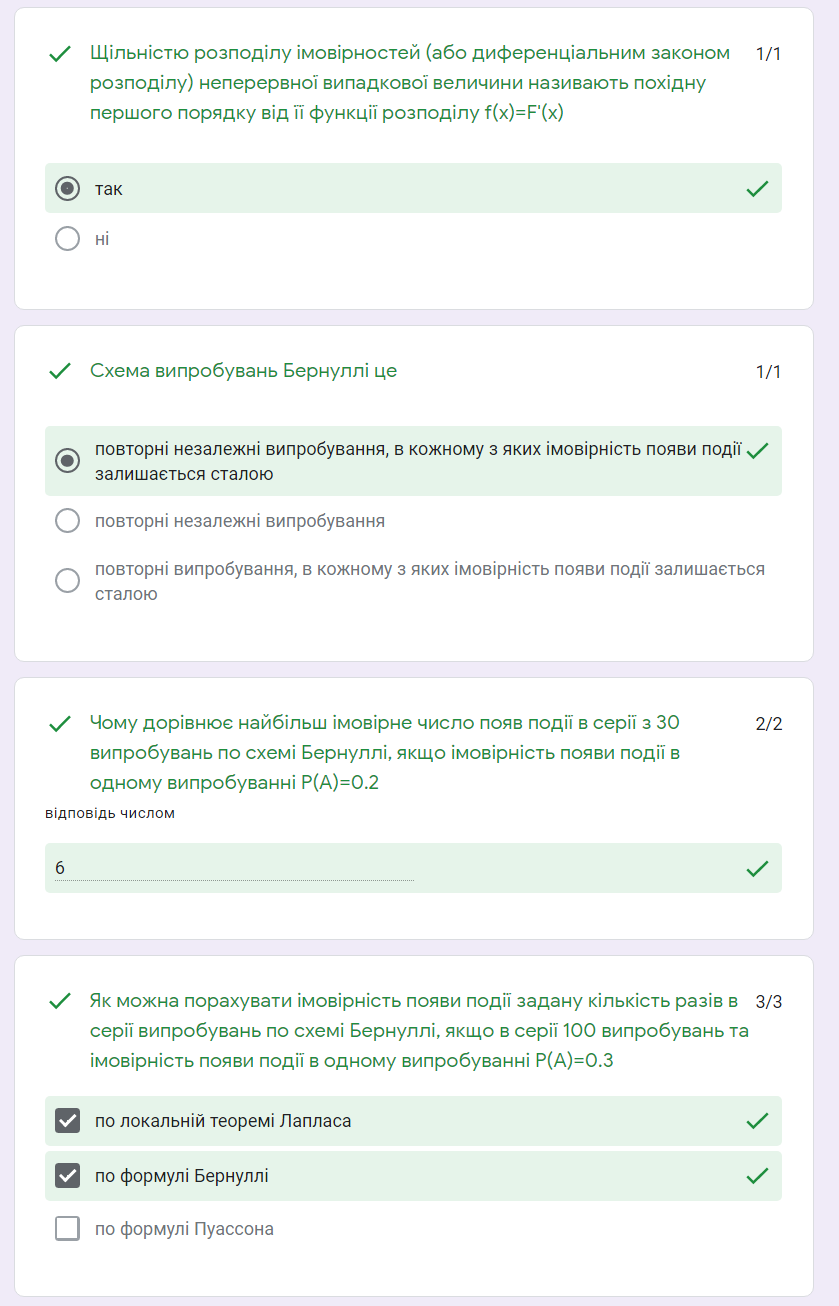 Щільністю розподілу імовірностей (або диференціальним законом
розподілу) неперервної випадкової величини називають похідну
першого порядку від її функції розподілу f(x)=F'(x)
1/1
так
ні
Схема випробувань Бернуллі це
1/1
повторні незалежні випробування, в кожному з яких імовірність появи події
залишається сталою
повторні незалежні випробування
повторні випробування, в кожному з яких імовірність появи події залишається
сталою
Чому дорівнює найбільш імовірне число появ події в серії з 30
випробувань по схемі Бернуллі, якщо імовірність появи події в
одному випробуванні P(A)=0.2
2/2
відповідь числом
6
Як можна порахувати імовірність появи події задану кількість разів в
серії випробувань по схемі Бернуллі, якщо в серії 100 випробувань та
імовірність появи події в одному випробуванні P(A)=0.3
3/3
по локальній теоремі Лапласа
по формулі Бернуллі
по формулі Пуассона